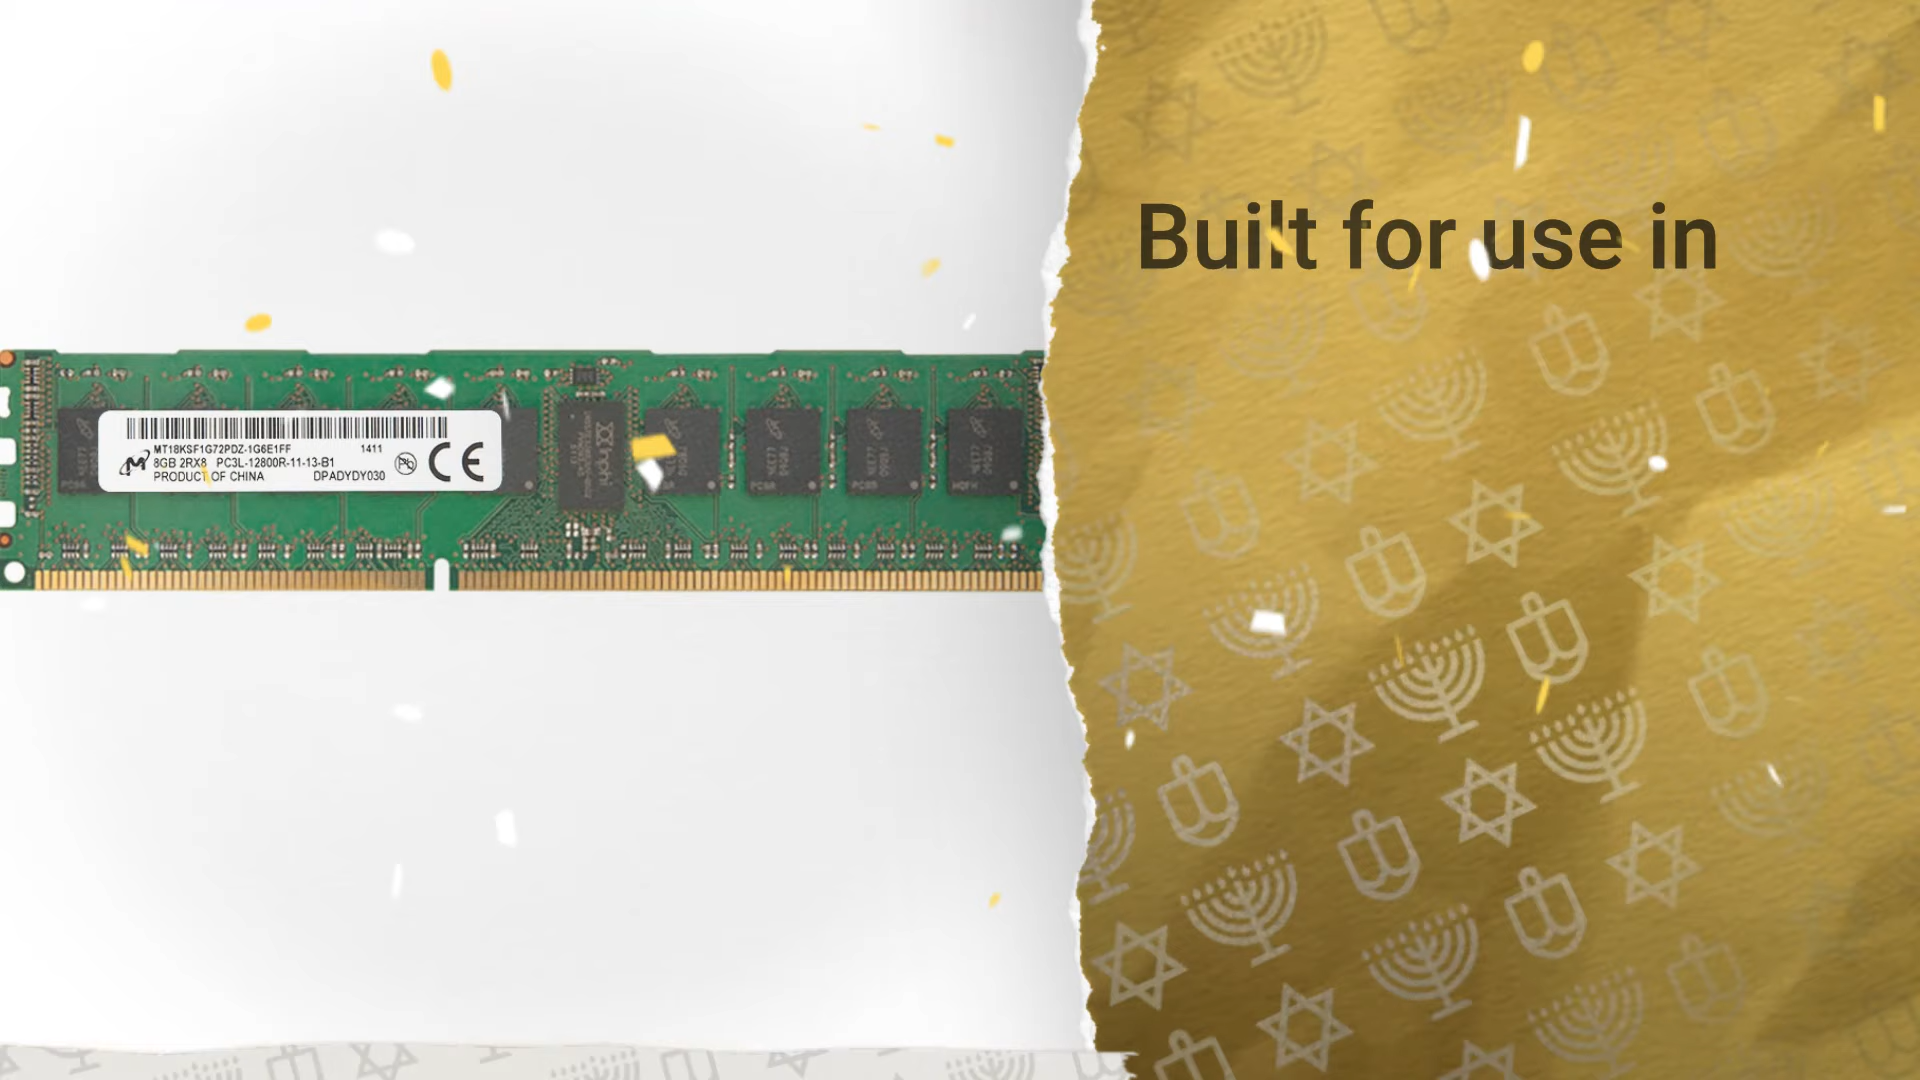 Built for use in
MT18KSF1G72PDZ-1G6E1FF 1411
8GB 2RX8 PC3L-12800R-11-13-B1
PRODUCT OF CHINA DPADYDY030
CE